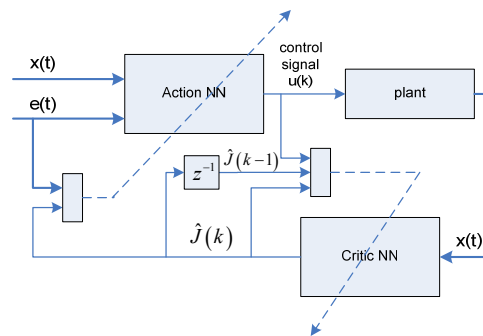 x(t)
e(t)
Action NN
control
signal
u(k)
plant
z⁻¹
Ĵ(k−1)
Ĵ(k)
Critic NN
x(t)